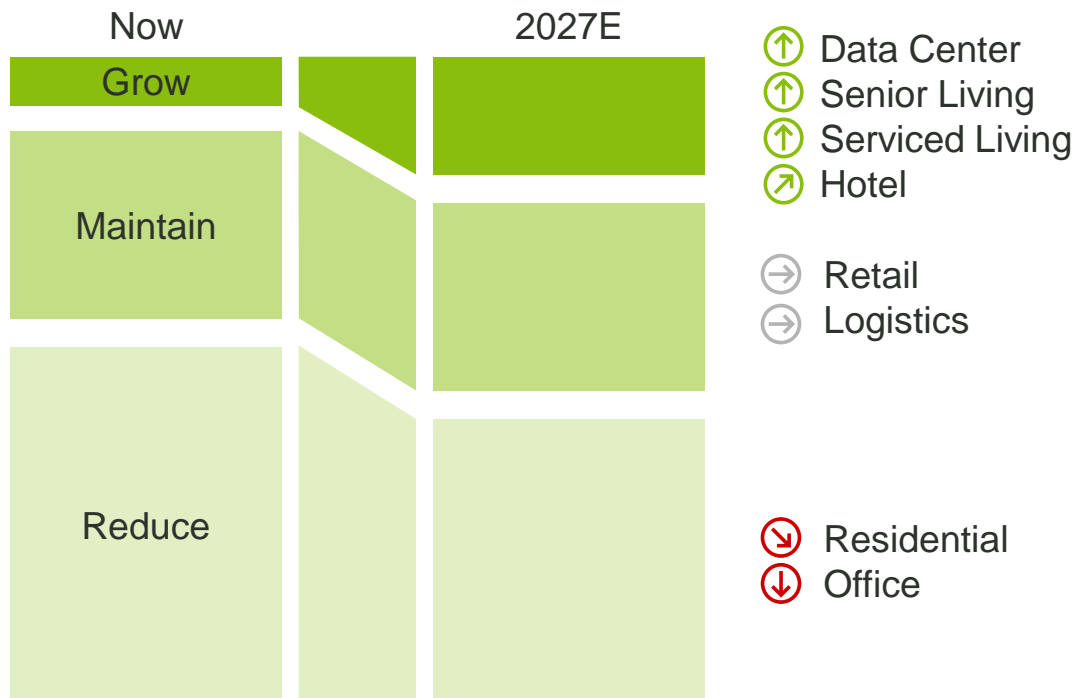 Now
2027E
Grow
Maintain
Reduce
Data Center
Senior Living
Serviced Living
Hotel
Retail
Logistics
Residential
Office